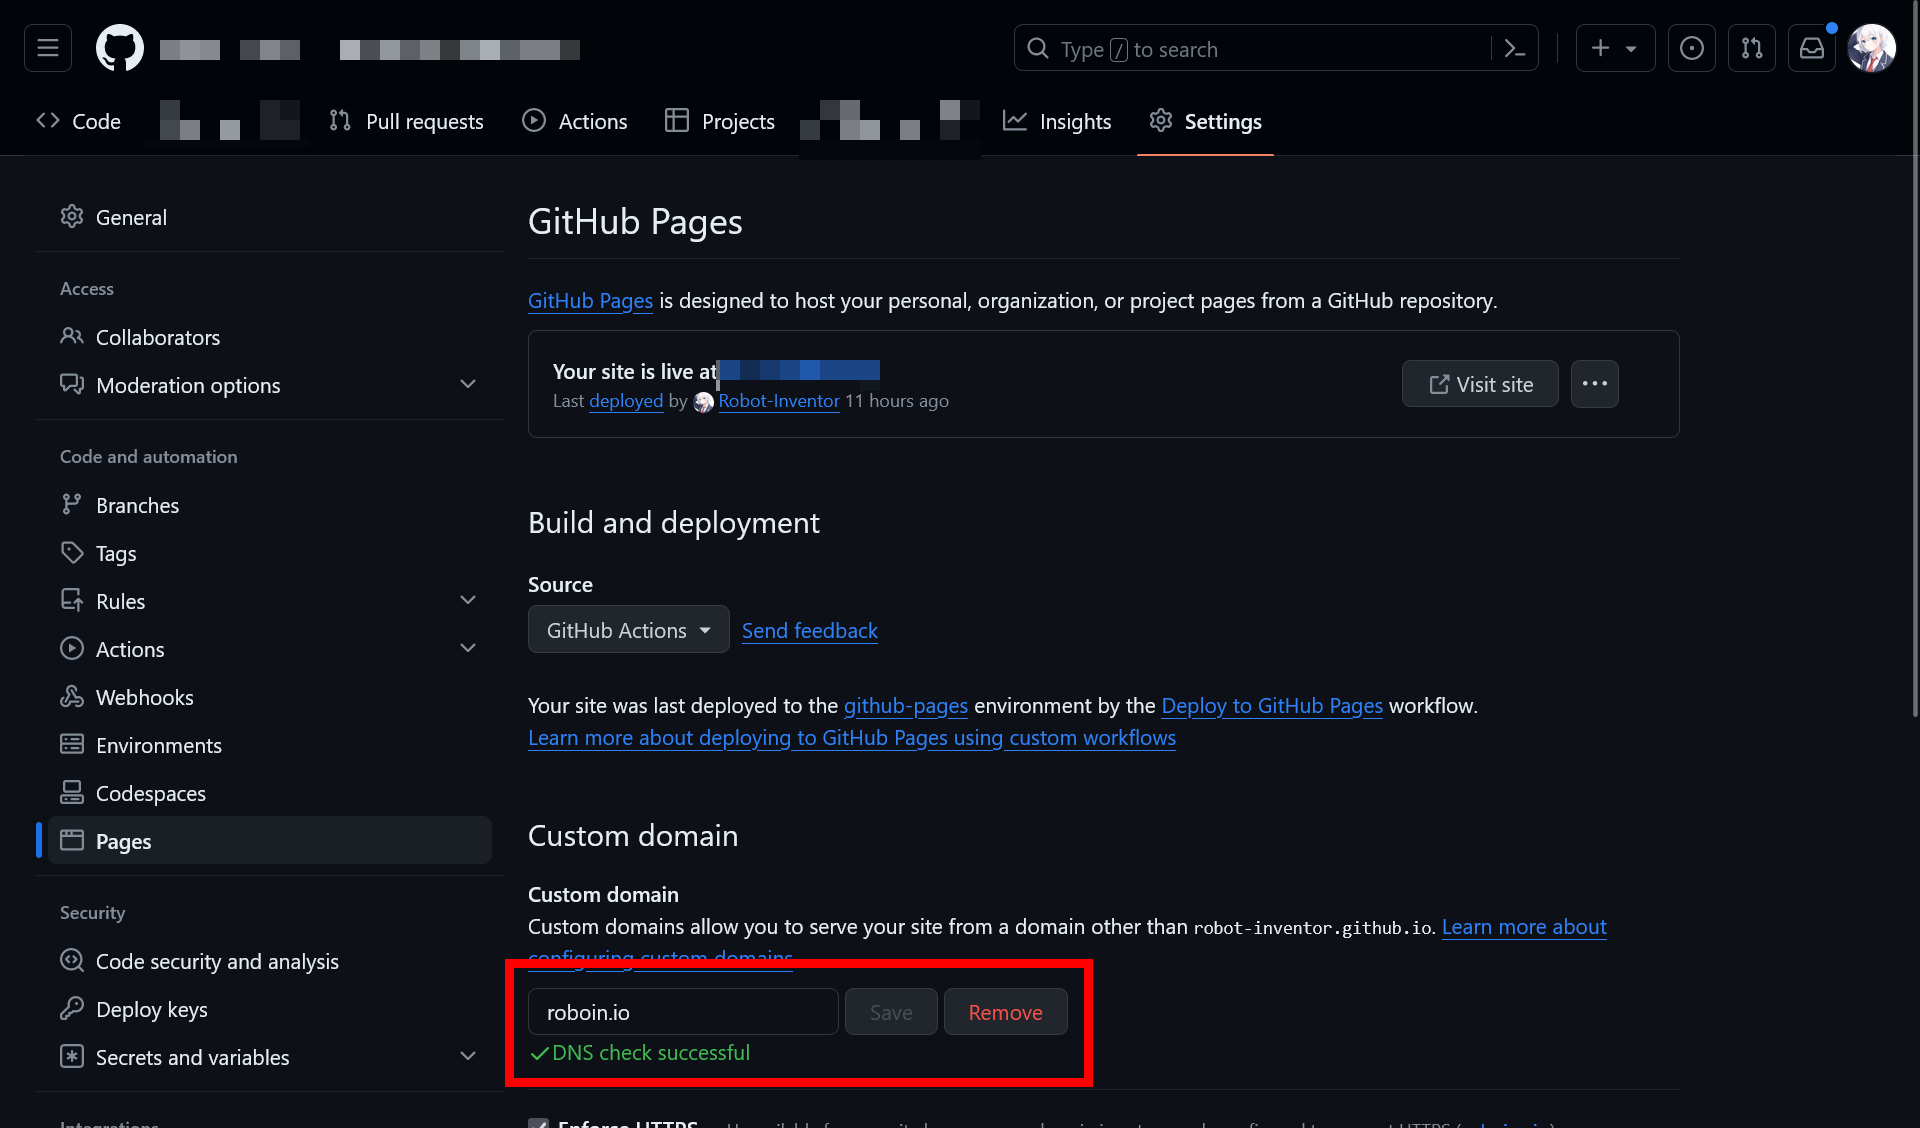 Type / to search
Code
Pull requests
Actions
Projects
Insights
Settings
General
Access
Collaborators
Moderation options
Code and automation
Branches
Tags
Rules
Actions
Webhooks
Environments
Codespaces
Pages
Security
Code security and analysis
Deploy keys
Secrets and variables
Integrations
GitHub Pages
GitHub Pages is designed to host your personal, organization, or project pages from a GitHub repository.
Your site is live at
Last deployed by Robot-Inventor 11 hours ago
Visit site
Build and deployment
Source
GitHub Actions
Send feedback
Your site was last deployed to the github-pages environment by the Deploy to GitHub Pages workflow.
Learn more about deploying to GitHub Pages using custom workflows
Custom domain
Custom domain
Custom domains allow you to serve your site from a domain other than robot-inventor.github.io. Learn more about
configuring custom domains
roboin.io
Save
Remove
DNS check successful
Enforce HTTPS